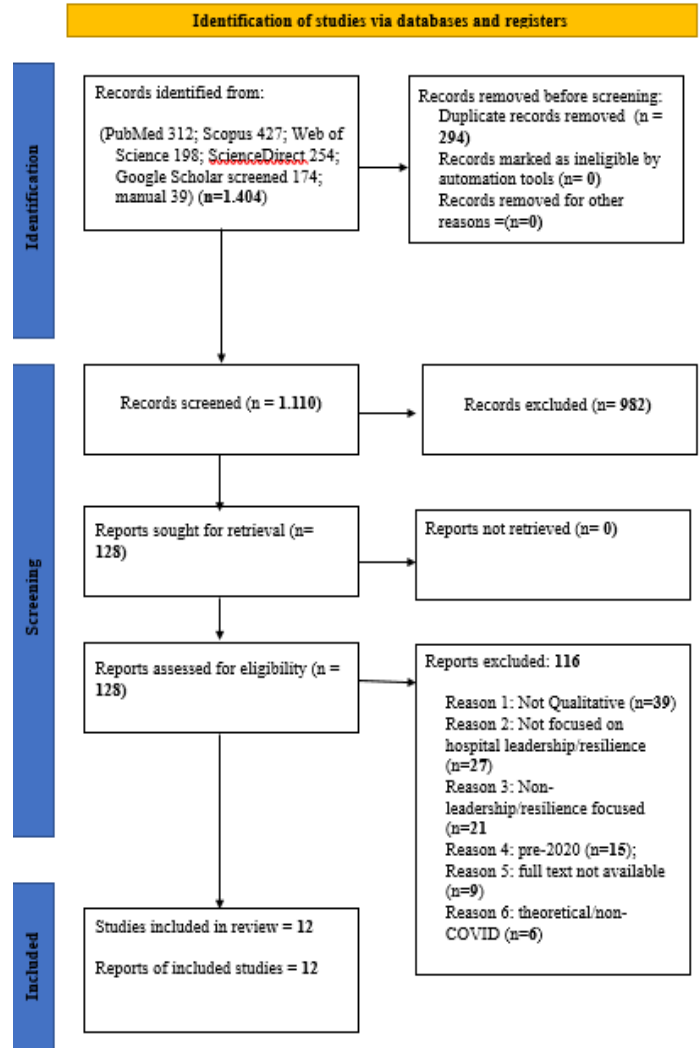 Identification of studies via databases and registers
Identification
Records identified from:
(PubMed 312; Scopus 427; Web of
Science 198; ScienceDirect 254;
Google Scholar screened 174;
manual 39) (n=1.404)
Records removed before screening:
Duplicate records removed (n =
294)
Records marked as ineligible by
automation tools (n= 0)
Records removed for other
reasons =(n=0)
Screening
Records screened (n = 1.110)
Records excluded (n= 982)
Reports sought for retrieval (n=
128)
Reports not retrieved (n= 0)
Reports assessed for eligibility (n =
128)
Reports excluded: 116
Reason 1: Not Qualitative (n=39)
Reason 2: Not focused on
hospital leadership/resilience
(n=27)
Reason 3: Non-
leadership/resilience focused
(n=21
Reason 4: pre-2020 (n=15);
Reason 5: full text not available
(n=9)
Reason 6: theoretical/non-
COVID (n=6)
Included
Studies included in review = 12
Reports of included studies = 12